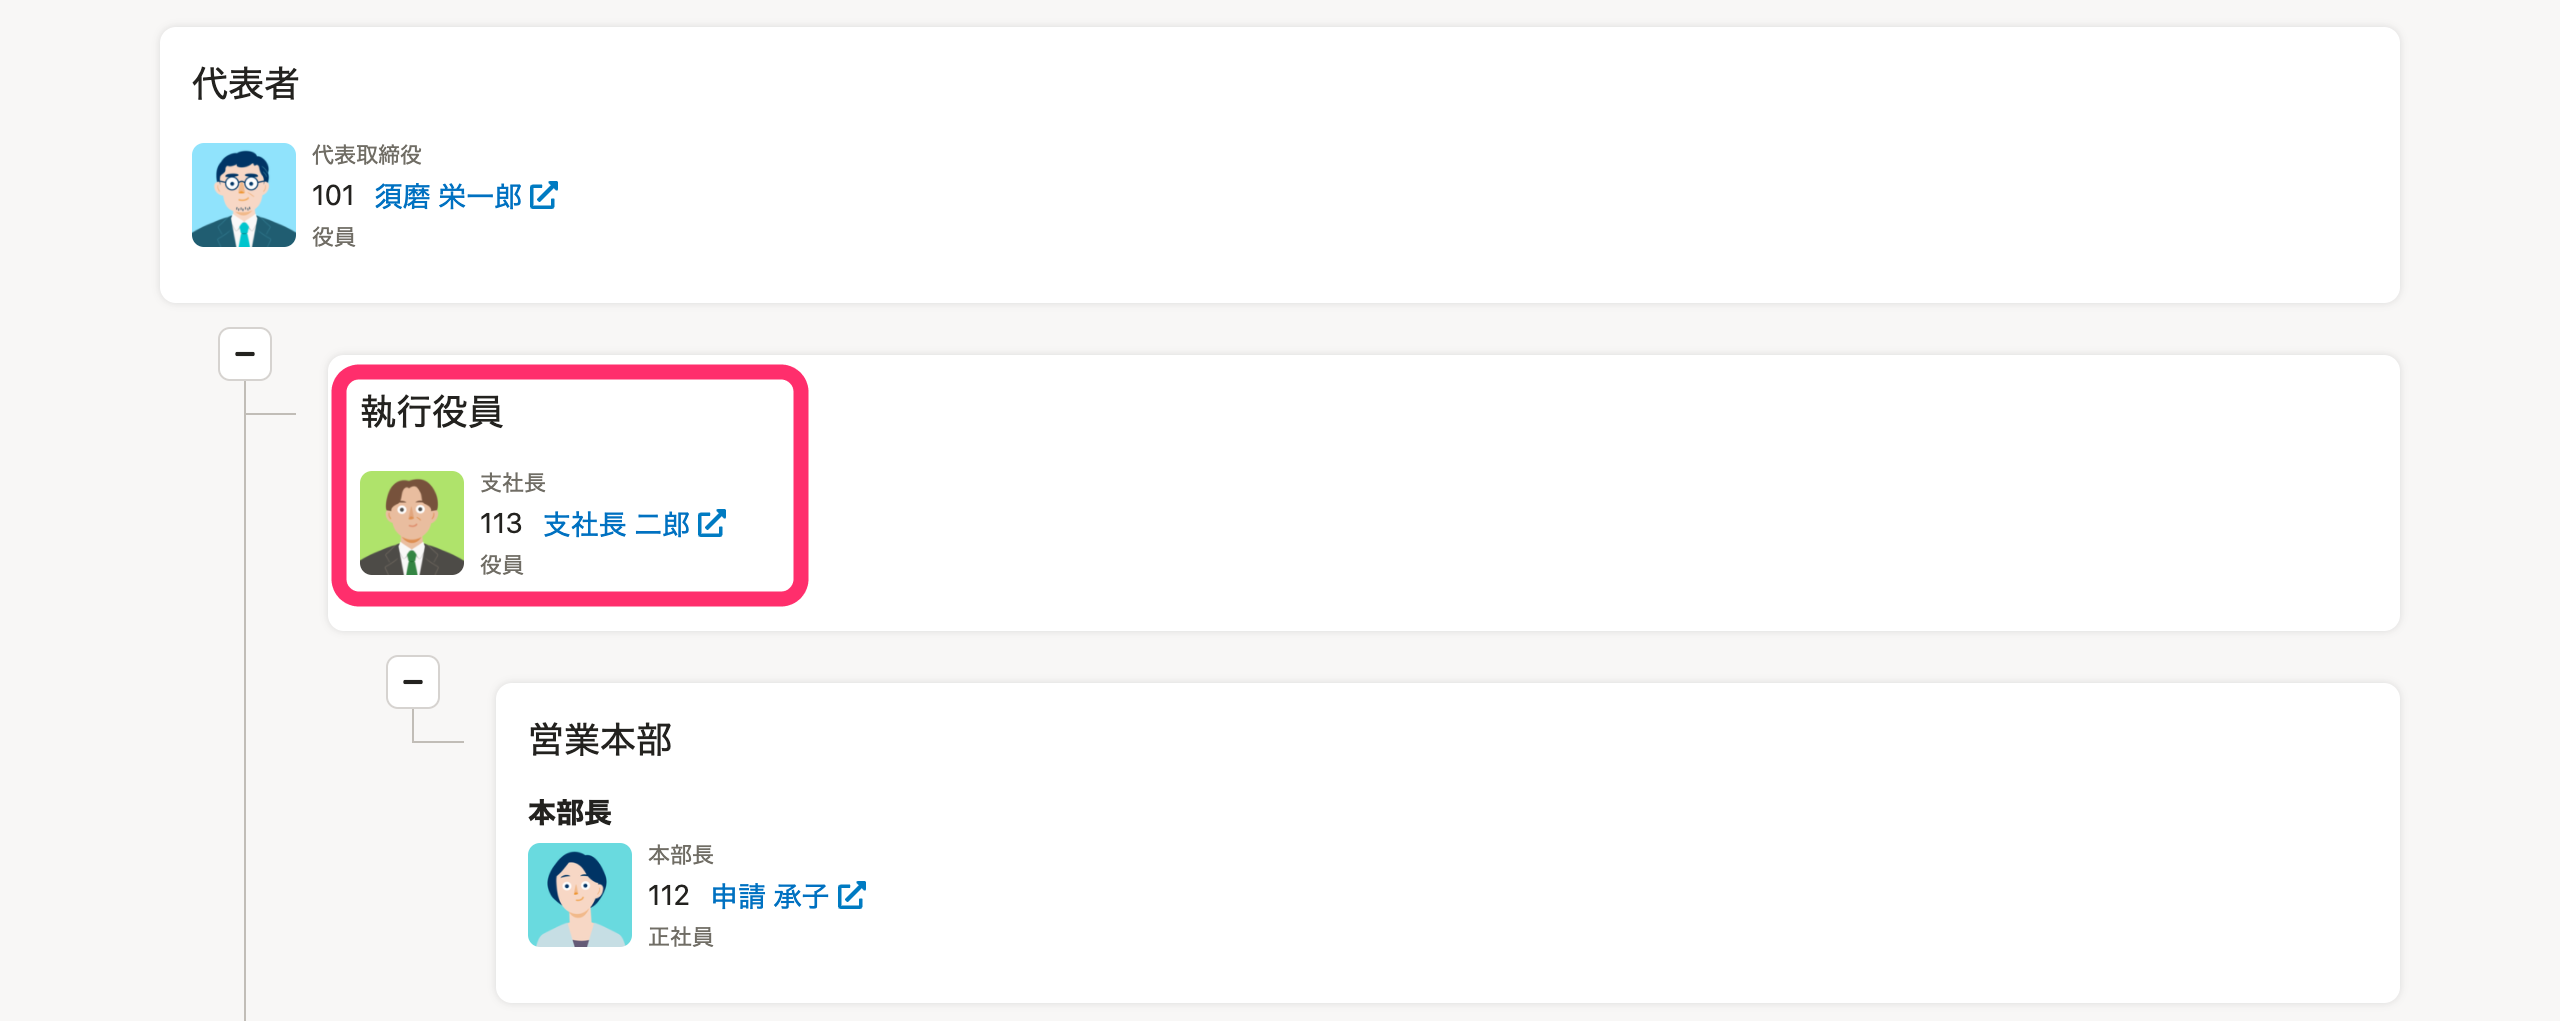 代表者
代表取締役
101 須磨 栄一郎
役員
執行役員
支社長
113 支社長 二郎
役員
営業本部
本部長
本部長
112 申請 承子
正社員